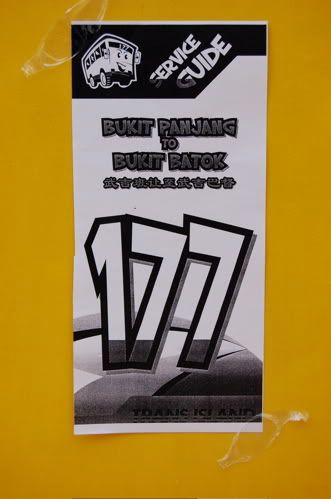 177
SERVICE
GUIDE
BUKIT PANJANG
TO
BUKIT BATOK
武吉班让至武吉巴督
177
TRANS ISLAND